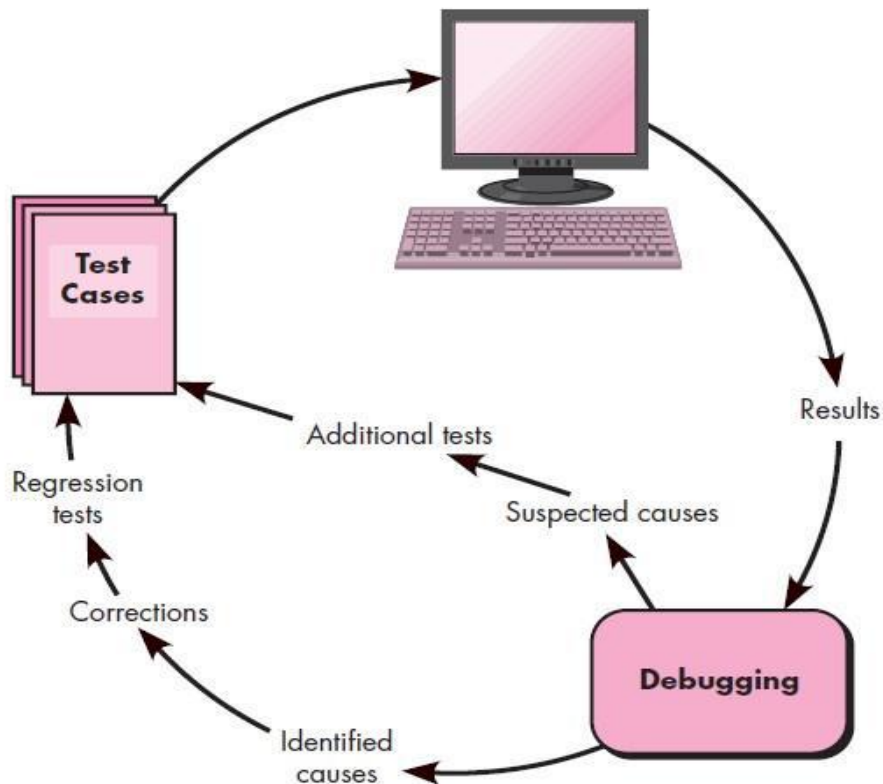 Test
Cases
Results
Additional tests
Regression
tests
Suspected causes
Corrections
Debugging
Identified
causes